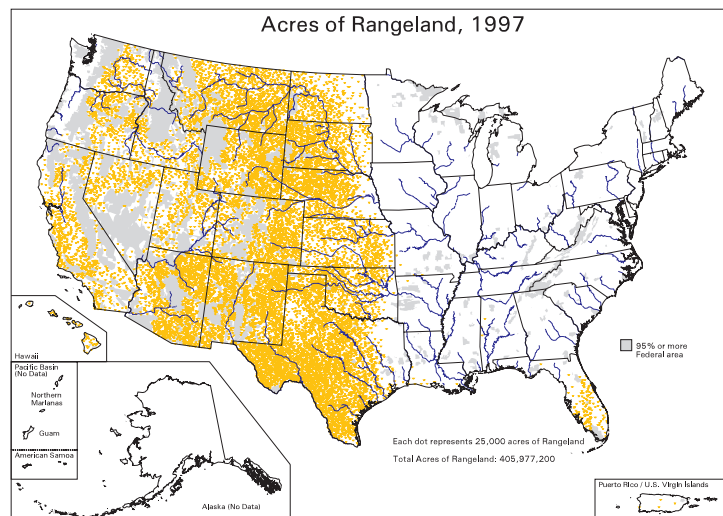 Acres of Rangeland, 1997
95% or more
Federal area
Hawaii
Pacific Basin
(No Data)
Northern
Marianas
Guam
American Samoa
Alaska (No Data)
Each dot represents 25,000 acres of Rangeland
Total Acres of Rangeland: 405,977,200
Puerto Rico / U.S. Virgin Islands